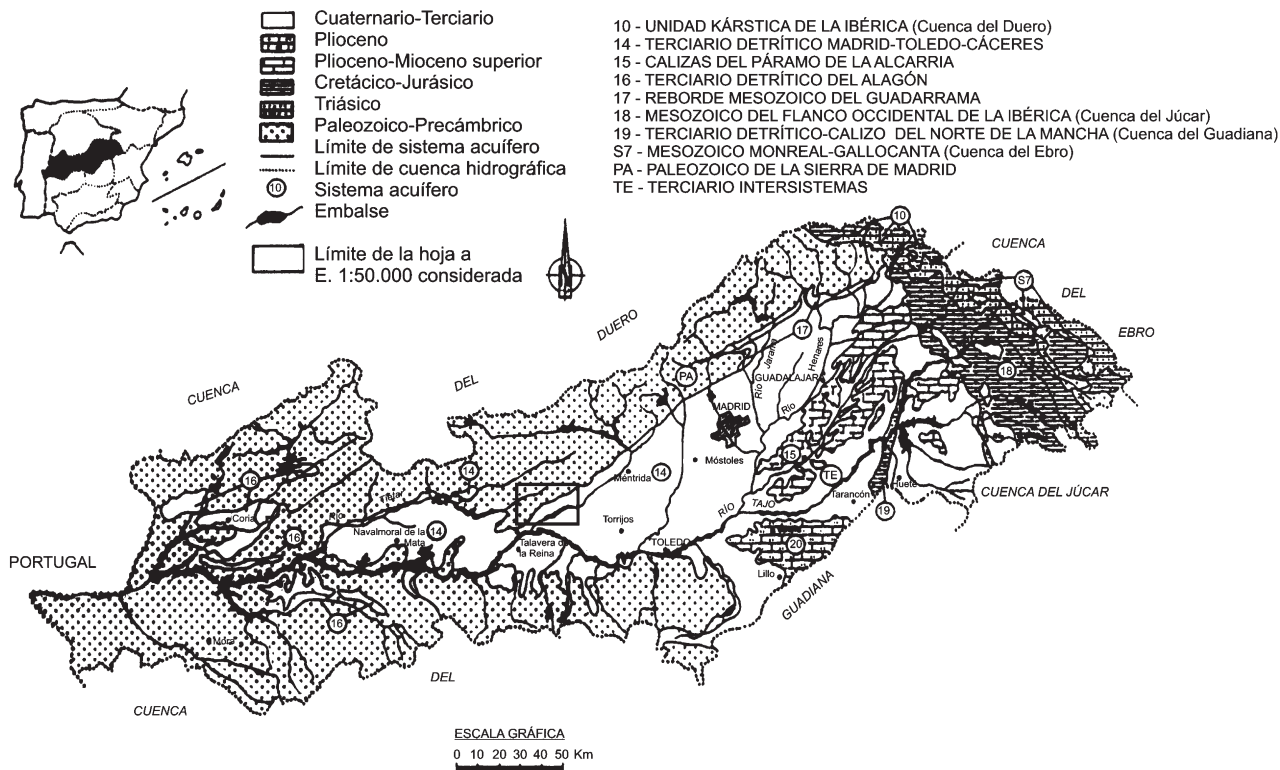 Cuaternario-Terciario
Plioceno
Plioceno-Mioceno superior
Cretácico-Jurásico
Triásico
Paleozoico-Precámbrico
Límite de sistema acuífero
Límite de cuenca hidrográfica
10 Sistema acuífero
Embalse
Límite de la hoja a
E. 1:50.000 considerada
10 - UNIDAD KÁRSTICA DE LA IBÉRICA (Cuenca del Duero)
14 - TERCIARIO DETRÍTICO MADRID-TOLEDO-CÁCERES
15 - CALIZAS DEL PÁRAMO DE LA ALCARRIA
16 - TERCIARIO DETRÍTICO DEL ALAGÓN
17 - REBORDE MESOZOICO DEL GUADARRAMA
18 - MESOZOICO DEL FLANCO OCCIDENTAL DE LA IBÉRICA (Cuenca del Júcar)
19 - TERCIARIO DETRÍTICO-CALIZO DEL NORTE DE LA MANCHA (Cuenca del Guadiana)
S7 - MESOZOICO MONREAL-GALLOCANTA (Cuenca del Ebro)
PA - PALEOZOICO DE LA SIERRA DE MADRID
TE - TERCIARIO INTERSISTEMAS
10
CUENCA
S7
DEL
EBRO
DUERO
17
Río Jarama
Henares
18
DEL
CUENCA
PA
GUADALAJARA
MADRID
Río
15
Móstoles
14
Méntrida
14
16
TE
Tarancón
Huete
CUENCA DEL JÚCAR
19
Tietar
Río
Coria
RÍO
TAJO
Torrijos
Navalmoral de la
Mata
14
Talavera de
la Reina
TOLEDO
16
20
Lillo
PORTUGAL
GUADIANA
16
Mora
DEL
CUENCA
ESCALA GRÁFICA
0 10 20 30 40 50 Km